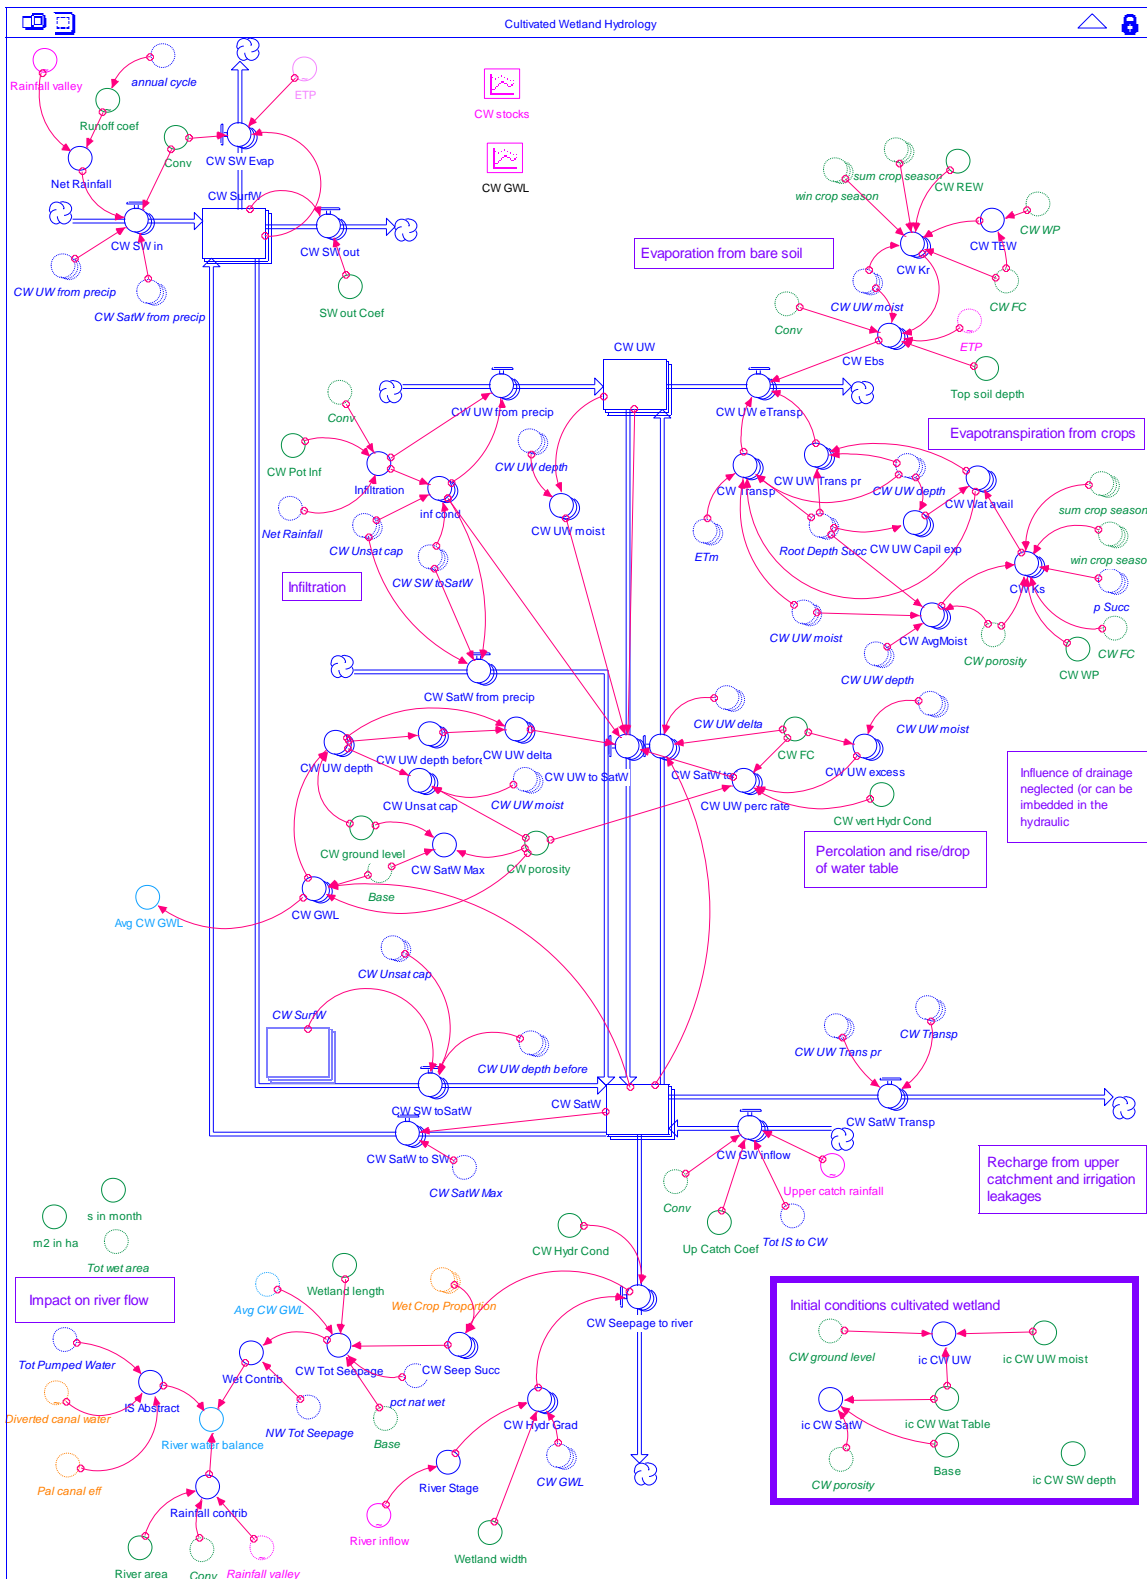 Cultivated Wetland Hydrology
Rainfall valley
annual cycle
ETP
CW stocks
Runoff coef
Conv
CW SW Evap
Net Rainfall
CW GWL
CW SurfW
CW SW in
CW SW out
CW UW from precip
CW SatW from precip
SW out Coef
sum crop season
win crop season
CW REW
CW WP
CW TEW
Evaporation from bare soil
CW Kr
CW UW moist
CW FC
Conv
ETP
CW Ebs
Top soil depth
CW UW
CW UW from precip
CW UW eTransp
Conv
CW Pot Inf
Infiltration
inf cond
CW UW depth
CW UW moist
Net Rainfall
CW Unsat cap
CW SW toSatW
Infiltration
Evapotranspiration from crops
CW UW Trans pr
CW Transp
CW UW depth
CW Wat avail
sum crop season
ETm
Root Depth Succ
CW UW Capil exp
win crop season
CW Ks
p Succ
CW UW moist
CW AvgMoist
CW porosity
CW FC
CW WP
CW UW depth
CW SatW from precip
CW UW delta
CW UW moist
CW FC
CW UW depth
CW UW depth before
CW UW delta
CW UW to SatW
CW SatW to
CW UW excess
CW UW perc rate
CW Unsat cap
CW UW moist
CW vert Hydr Cond
Influence of drainage
neglected (or can be
imbedded in the
hydraulic
CW ground level
CW SatW Max
CW porosity
Percolation and rise/drop
of water table
Base
CW GWL
Avg CW GWL
CW Unsat cap
CW SurfW
CW UW depth before
CW UW Trans pr
CW Transp
CW SW toSatW
CW SatW
CW SatW Transp
CW SatW to SW
CW GW inflow
CW SatW Max
Upper catch rainfall
Recharge from upper
catchment and irrigation
leakages
Conv
Tot IS to CW
Up Catch Coef
s in month
m2 in ha
Tot wet area
CW Hydr Cond
Impact on river flow
Avg CW GWL
Wetland length
Wet Crop Proportion
CW Seepage to river
Initial conditions cultivated wetland
CW ground level
ic CW UW
ic CW UW moist
Tot Pumped Water
Wet Contrib
CW Tot Seepage
CW Seep Succ
pct nat wet
Diverted canal water
IS Abstract
River water balance
NW Tot Seepage
Base
CW Hydr Grad
ic CW SatW
ic CW Wat Table
Pal canal eff
CW GWL
River Stage
Base
CW porosity
ic CW SW depth
Rainfall contrib
River inflow
Wetland width
River area
Conv
Rainfall valley